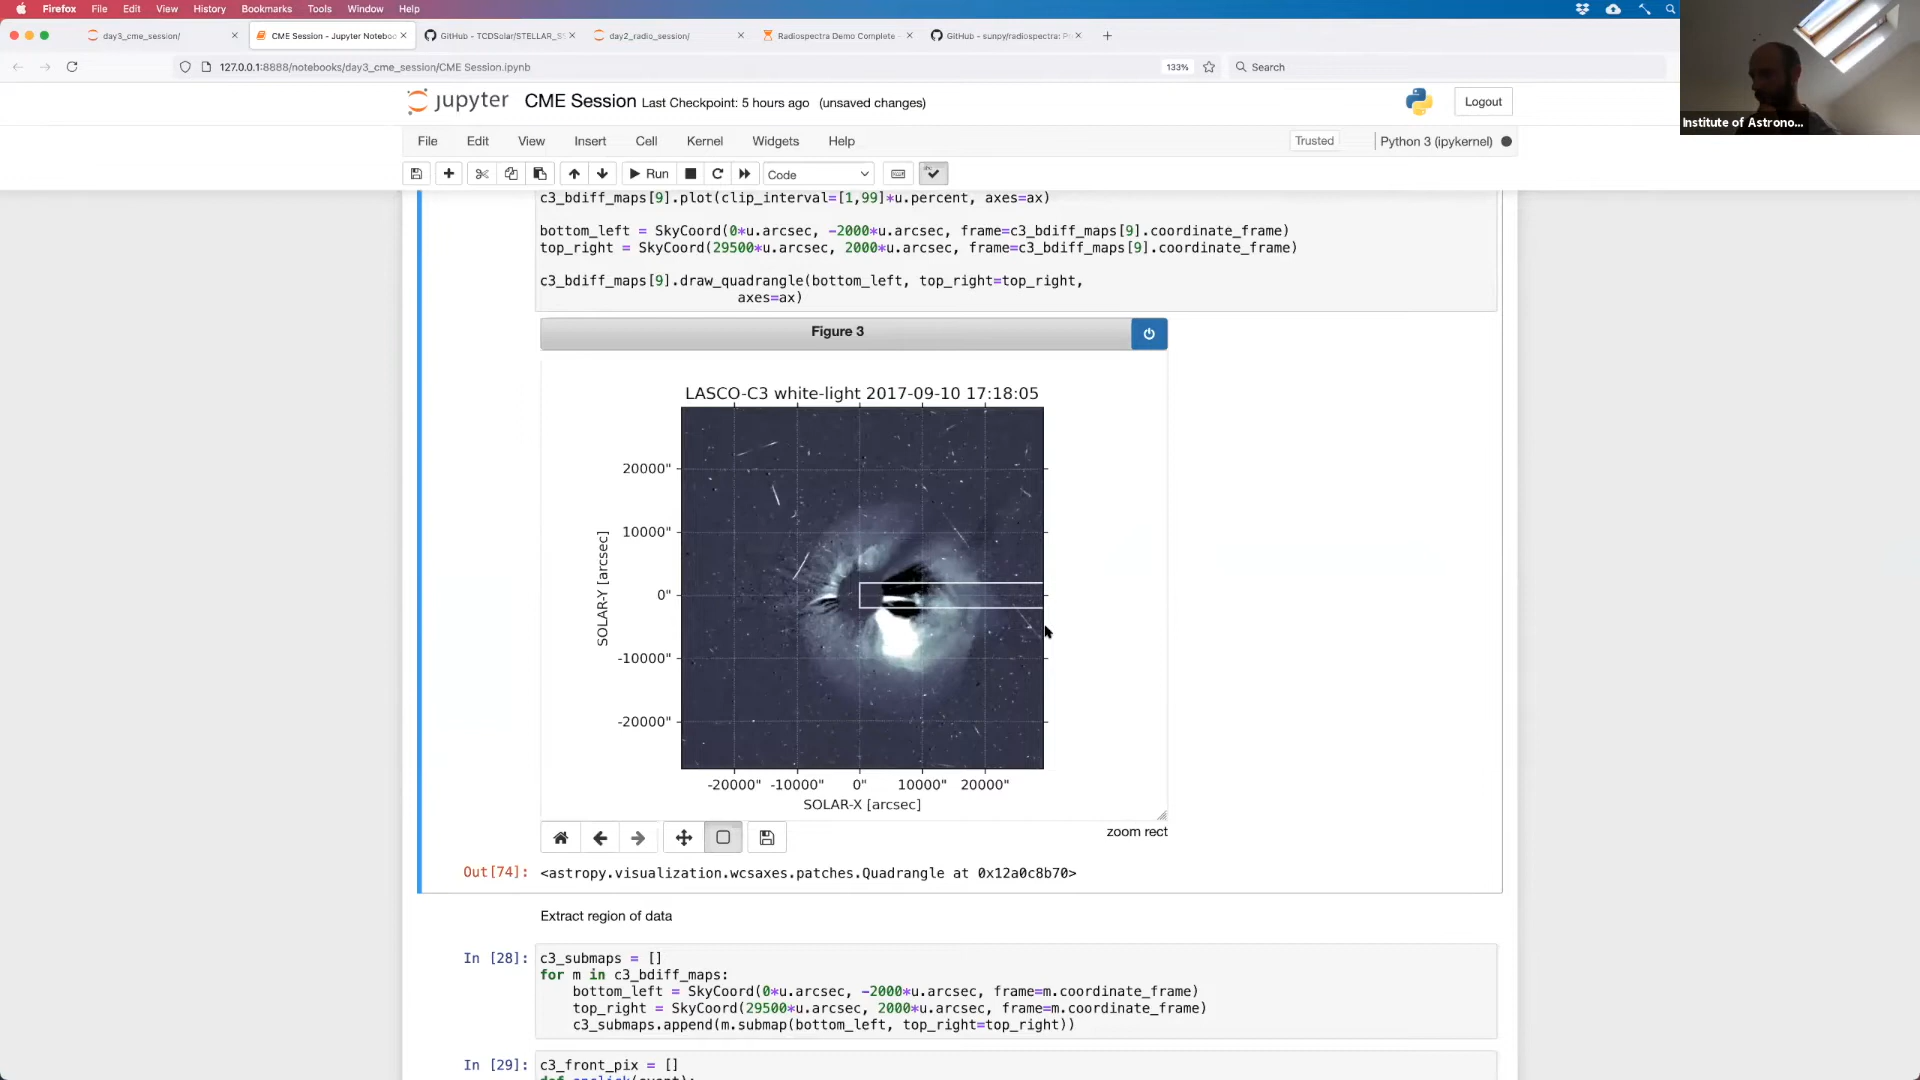 Firefox File Edit View History Bookmarks Tools Window Help
day3_cme_session/
CME Session - Jupyter Noteboo
GitHub - TCDSolar/STELLAR_S
day2_radio_session/
Radiospectra Demo Complete -
GitHub - sunpy/radiospectra: P
127.0.0.1:8888/notebooks/day3_cme_session/CME Session.ipynb
133%
Search
Institute of Astrono...
jupyter CME Session Last Checkpoint: 5 hours ago (unsaved changes)
Logout
File Edit View Insert Cell Kernel Widgets Help
Trusted
Python 3 (ipykernel)
Run
Code
c3_bdiff_maps[9].plot(clip_interval=[1,99]*u.percent, axes=ax)
bottom_left = SkyCoord(0*u.arcsec, -2000*u.arcsec, frame=c3_bdiff_maps[9].coordinate_frame)
top_right = SkyCoord(29500*u.arcsec, 2000*u.arcsec, frame=c3_bdiff_maps[9].coordinate_frame)
c3_bdiff_maps[9].draw_quadrangle(bottom_left, top_right=top_right,
axes=ax)
Figure 3
LASCO-C3 white-light 2017-09-10 17:18:05
20000"
10000"
0"
-10000"
-20000"
SOLAR-Y [arcsec]
-20000" -10000" 0" 10000" 20000"
SOLAR-X [arcsec]
zoom rect
Out[74]: <astropy.visualization.wcsaxes.patches.Quadrangle at 0x12a0c8b70>
Extract region of data
In [28]: c3_submaps = []
for m in c3_bdiff_maps:
bottom_left = SkyCoord(0*u.arcsec, -2000*u.arcsec, frame=m.coordinate_frame)
top_right = SkyCoord(29500*u.arcsec, 2000*u.arcsec, frame=m.coordinate_frame)
c3_submaps.append(m.submap(bottom_left, top_right=top_right))
In [29]: c3_front_pix = []